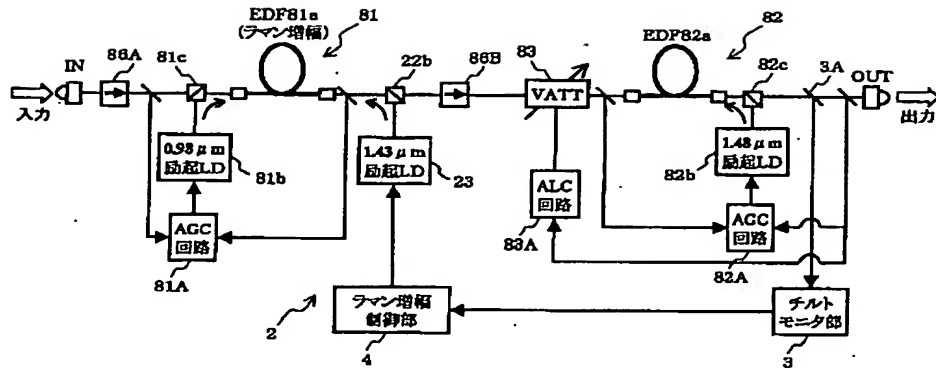 EDF81a
(ラマン増幅)
81
EDF82a
82
IN
86A
81c
22b
86B
83
VATT
82c
3A
OUT
入力
出力
0.98μm
励起LD
81b
1.43μm
励起LD
23
ALC
回路
83A
1.48μm
励起LD
82b
AGC
回路
81A
AGC
回路
82A
2
ラマン増幅
制御部
4
チルト
モニタ部
3